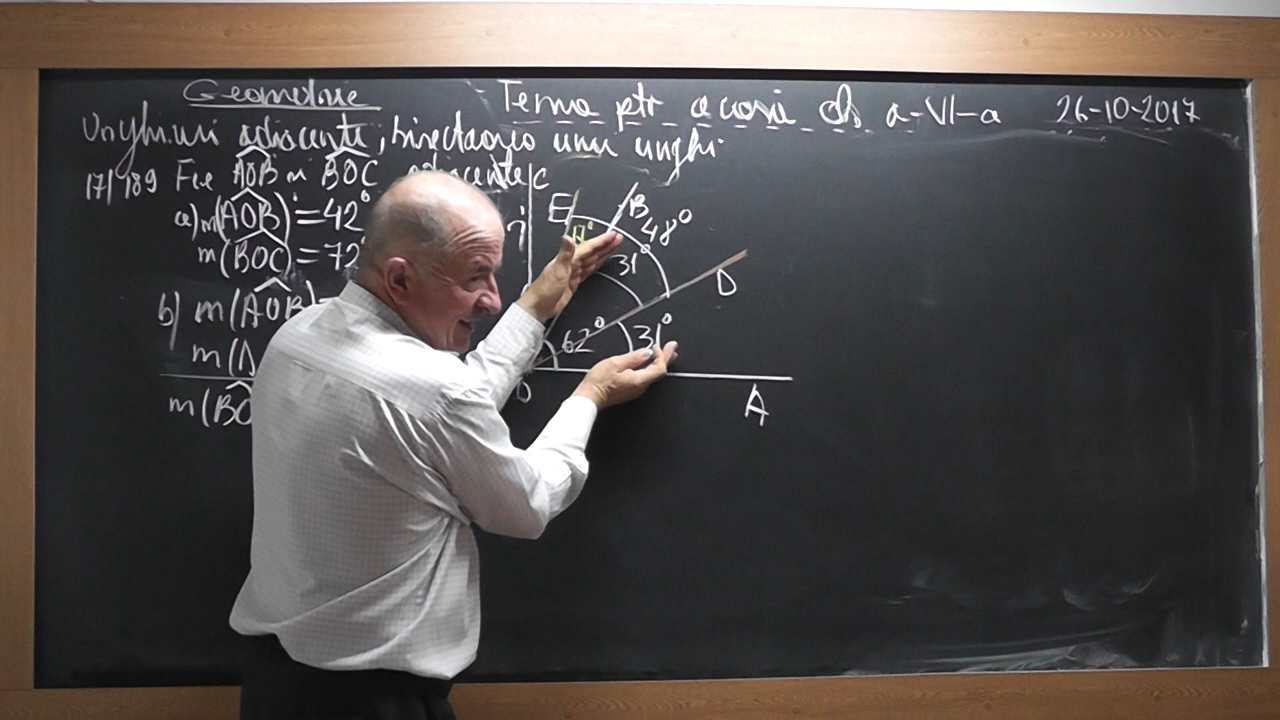 Geometrie
Tema ptr acasă cls a-VI-a 26-10-2017
Unghiuri adiacente, bisectoarea unui unghi
17/189 Fie AOB și BOC adiacente
a) m(AOB)=42°
m(BOC)=72
b) m(AOB)=
m(A
m(BO
C
E
B
48°
17°
31
D
62°
31°
O
A